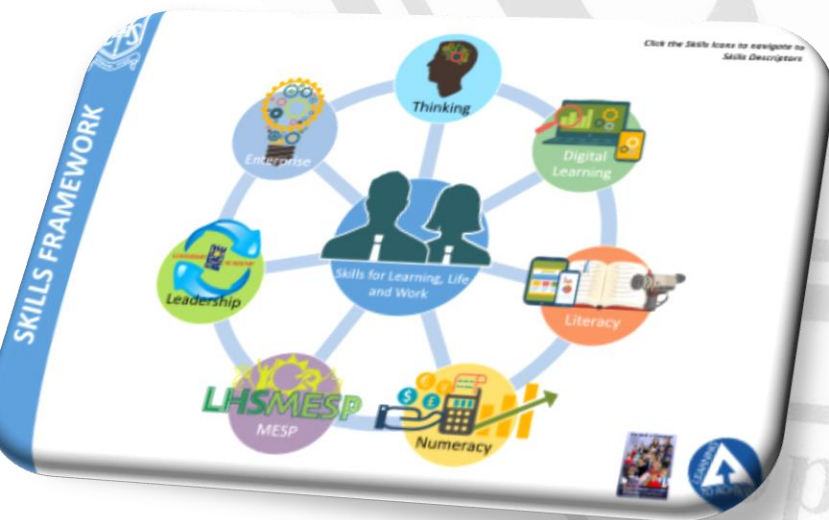 SKILLS FRAMEWORK
Click the Skills Icons to navigate to
Skills Descriptors
Thinking
Digital
Learning
Literacy
Numeracy
LHSMESP
MESP
Leadership
Enterprise
Skills for Learning, Life
and Work
LEARNING